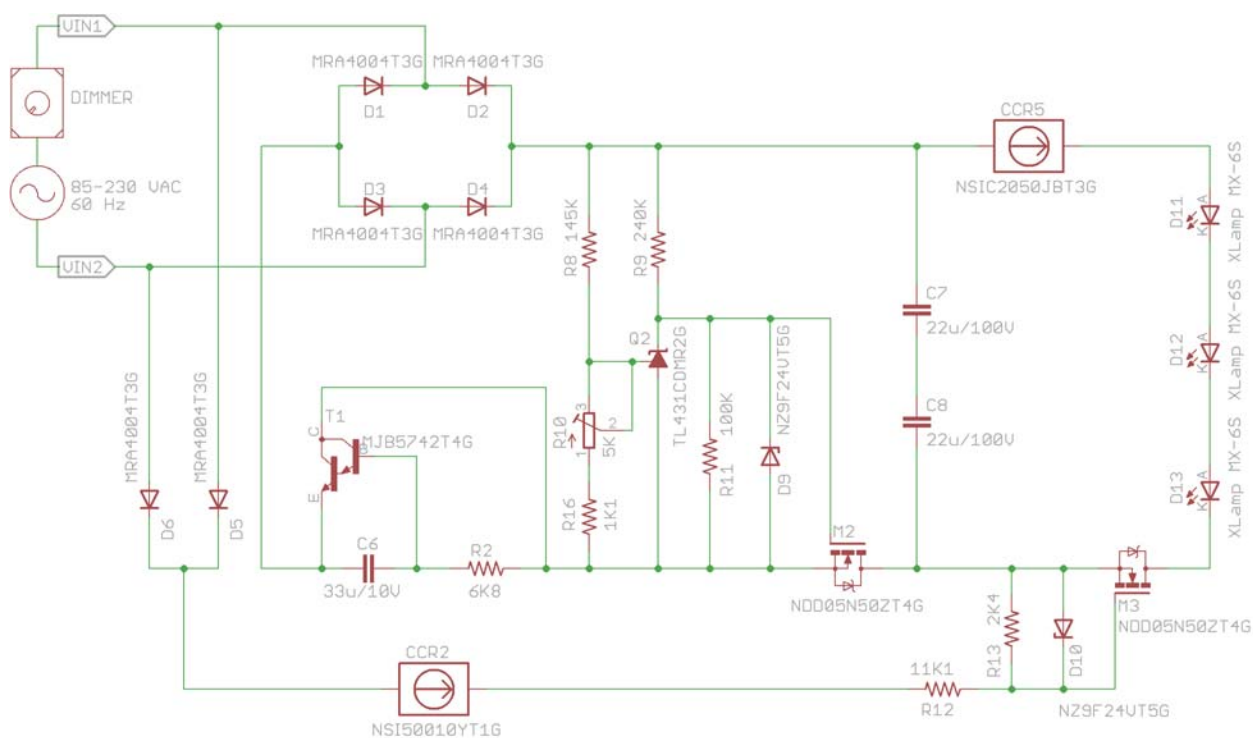 VIN1
DIMMER
85-230 VAC
60 Hz
VIN2
MRA4004T3G
MRA4004T3G
D1
D2
D3
D4
MRA4004T3G
MRA4004T3G
R8 145K
R9 240K
CCR5
NSIC2050JBT3G
D11
A
K
XLamp MX-6S
C7
22u/100V
D12
A
K
XLamp MX-6S
C8
22u/100V
D13
A
K
XLamp MX-6S
Q2
TL431CDMR2G
R10
3
2
1
5K
R16
1K1
R11
100K
D9
NZ9F24VT5G
T1
C
B
E
MJB5742T4G
C6
33u/10V
R2
6K8
MRA4004T3G
MRA4004T3G
D6
D5
M2
NDD05N50ZT4G
M3
NDD05N50ZT4G
R13 2K4
D10
NZ9F24VT5G
CCR2
NSI50010YT1G
11K1
R12